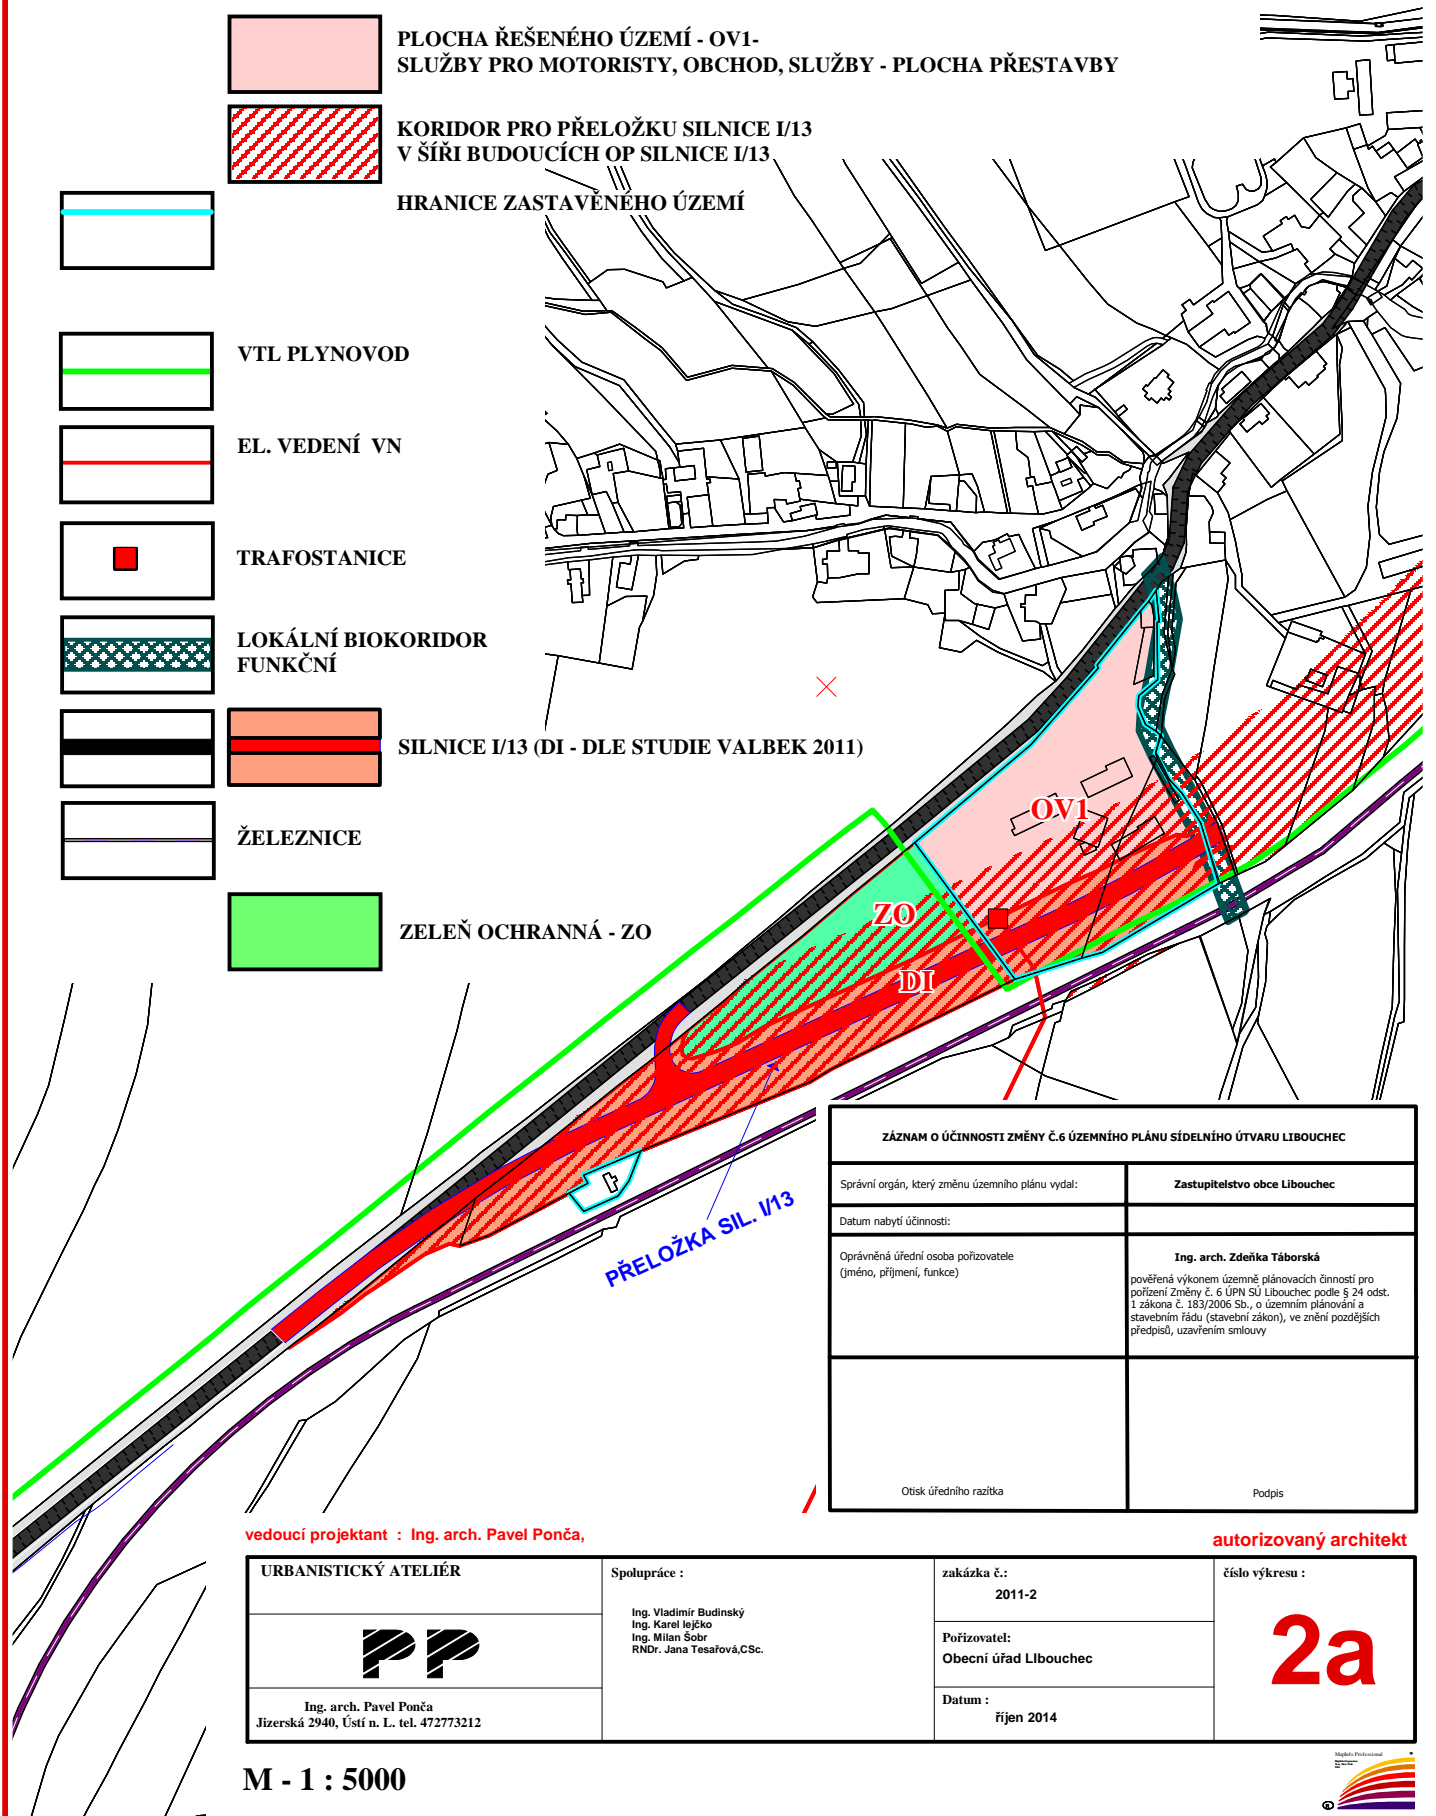 PLOCHA ŘEŠENÉHO ÚZEMÍ - OV1-
SLUŽBY PRO MOTORISTY, OBCHOD, SLUŽBY - PLOCHA PŘESTAVBY
KORIDOR PRO PŘELOŽKU SILNICE I/13
V ŠÍŘI BUDOUCÍCH OP SILNICE I/13
HRANICE ZASTAVĚNÉHO ÚZEMÍ
VTL PLYNOVOD
EL. VEDENÍ VN
TRAFOSTANICE
LOKÁLNÍ BIOKORIDOR
FUNKČNÍ
SILNICE I/13 (DI - DLE STUDIE VALBEK 2011)
ŽELEZNICE
ZELEŇ OCHRANNÁ - ZO
OV1
ZO
DI
PŘELOŽKA SIL. I/13
ZÁZNAM O ÚČINNOSTI ZMĚNY Č.6 ÚZEMNÍHO PLÁNU SÍDELNÍHO ÚTVARU LIBOUCHEC
Správní orgán, který změnu územního plánu vydal:
Zastupitelstvo obce Libouchec
Datum nabytí účinnosti:
Oprávněná úřední osoba pořizovatele
(jméno, příjmení, funkce)
Ing. arch. Zdeňka Táborská
pověřená výkonem územně plánovacích činností pro
pořízení Změny č. 6 ÚPN SÚ Libouchec podle § 24 odst.
1 zákona č. 183/2006 Sb., o územním plánování a
stavebním řádu (stavební zákon), ve znění pozdějších
předpisů, uzavřením smlouvy
Otisk úředního razítka
Podpis
vedoucí projektant : Ing. arch. Pavel Ponča,
autorizovaný architekt
URBANISTICKÝ ATELIÉR
PP
Ing. arch. Pavel Ponča
Jizerská 2940, Ústí n. L. tel. 472773212
Spolupráce :
Ing. Vladimír Budinský
Ing. Karel lejčko
Ing. Milan Šobr
RNDr. Jana Tesařová,CSc.
zakázka č.:
2011-2
Pořizovatel:
Obecní úřad LIbouchec
Datum :
říjen 2014
číslo výkresu :
2a
M - 1 : 5000
MapInfo Professional